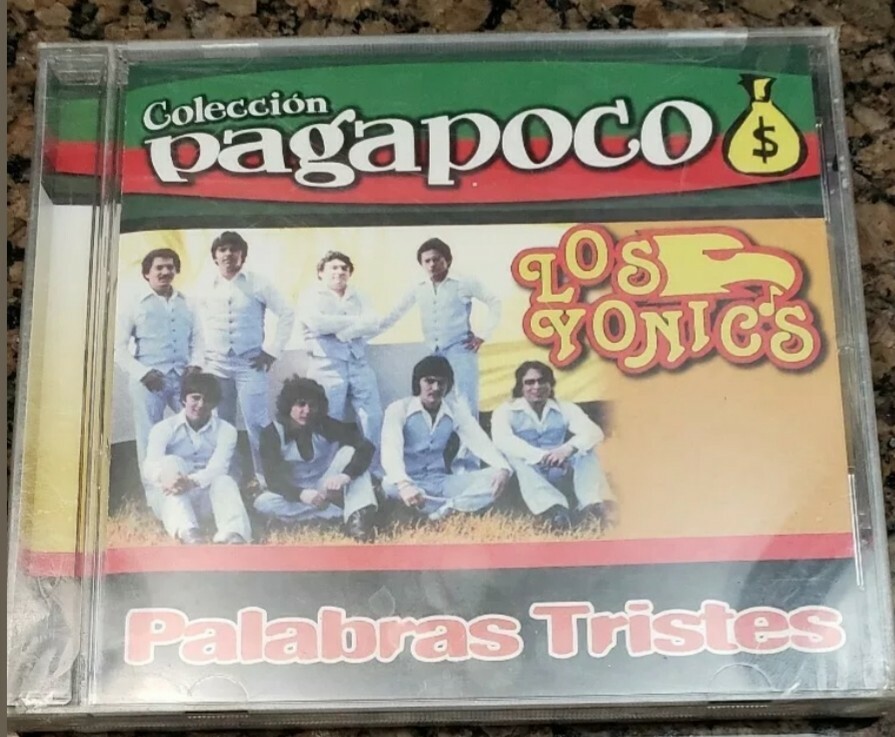 Colección
pagapoco
$
LOS
YONIC'S
Palabras Tristes